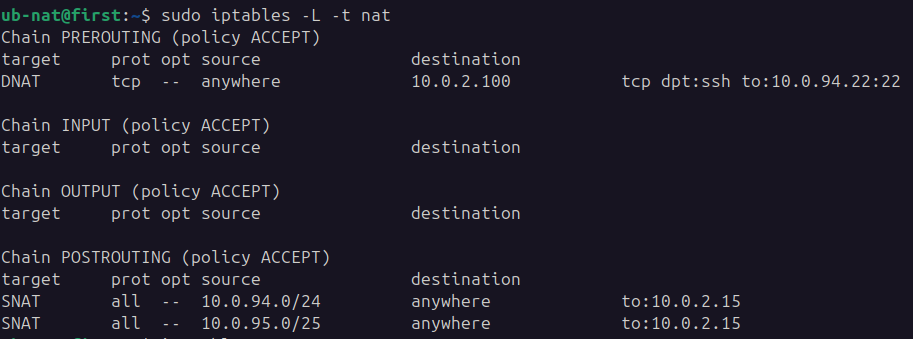 ub-nat@first:~$ sudo iptables -L -t nat
Chain PREROUTING (policy ACCEPT)
target     prot opt source               destination
DNAT       tcp  --  anywhere             10.0.2.100           tcp dpt:ssh to:10.0.94.22:22
Chain INPUT (policy ACCEPT)
target     prot opt source               destination
Chain OUTPUT (policy ACCEPT)
target     prot opt source               destination
Chain POSTROUTING (policy ACCEPT)
target     prot opt source               destination
SNAT       all  --  10.0.94.0/24         anywhere             to:10.0.2.15
SNAT       all  --  10.0.95.0/25         anywhere             to:10.0.2.15